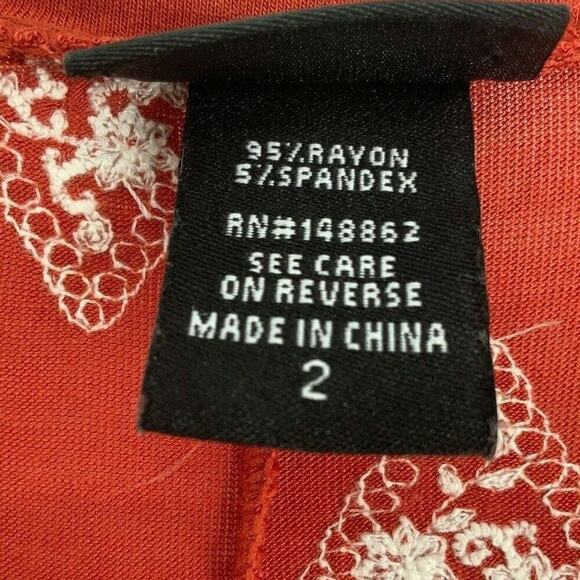 95% RAYON
5% SPANDEX
RN#148862
SEE CARE
ON REVERSE
MADE IN CHINA
2